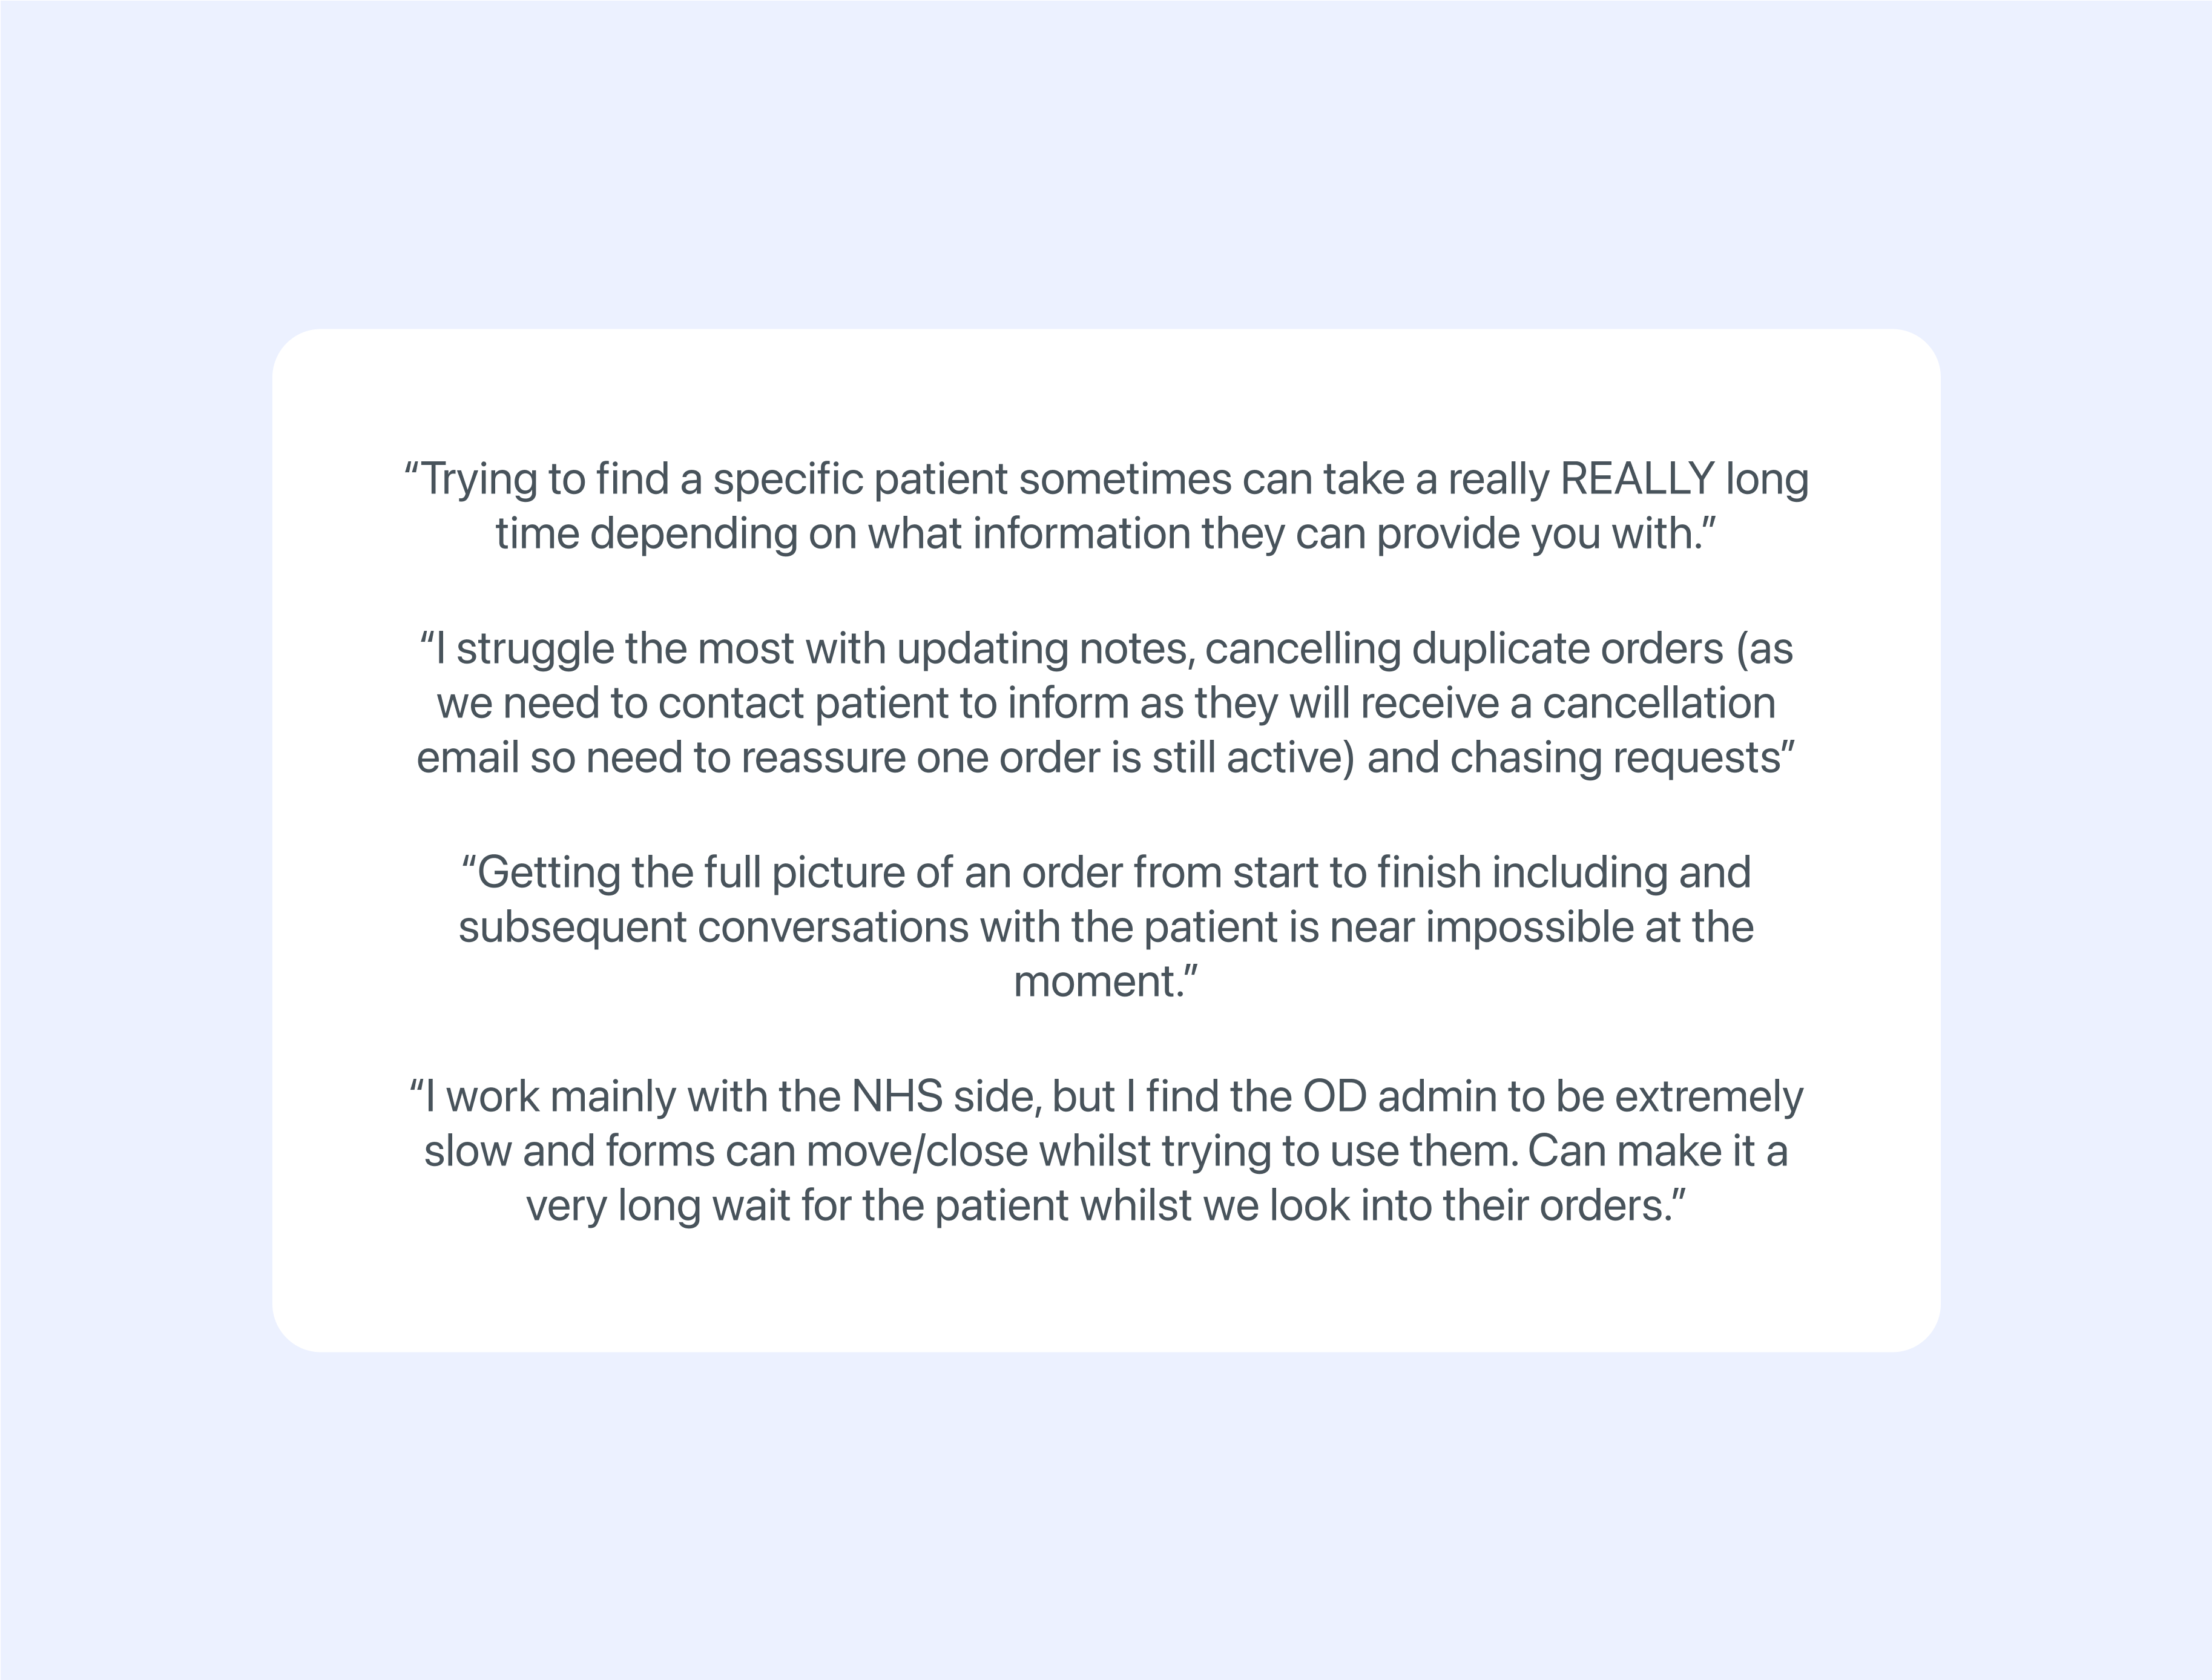 “Trying to find a specific patient sometimes can take a really REALLY long
time depending on what information they can provide you with.”
“I struggle the most with updating notes, cancelling duplicate orders (as
we need to contact patient to inform as they will receive a cancellation
email so need to reassure one order is still active) and chasing requests”
“Getting the full picture of an order from start to finish including and
subsequent conversations with the patient is near impossible at the
moment.”
“I work mainly with the NHS side, but I find the OD admin to be extremely
slow and forms can move/close whilst trying to use them. Can make it a
very long wait for the patient whilst we look into their orders.”